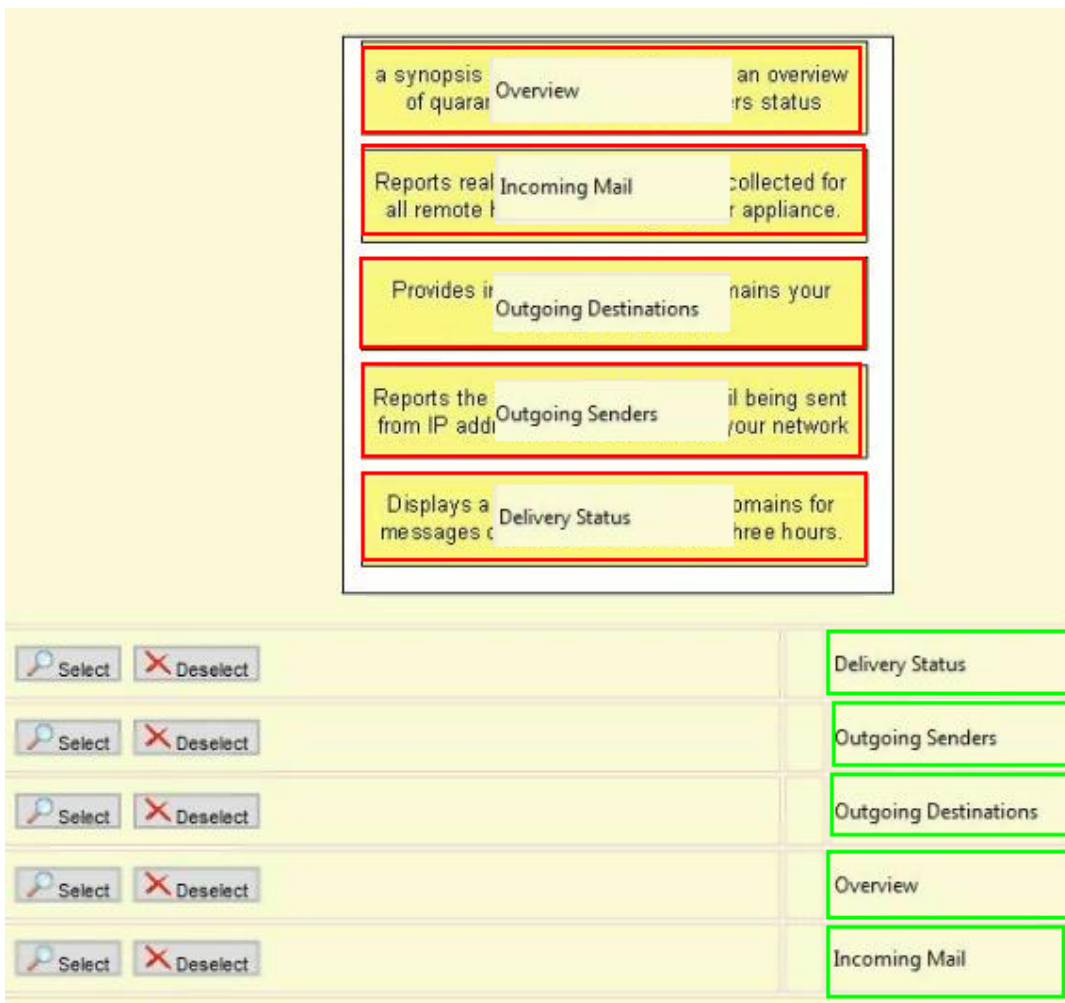 a synopsis Overview an overview
of quarar rs status
Reports real Incoming Mail collected for
all remote appliance.
Provides Outgoing Destinations mains your
Reports the il being sent
from IP addr Outgoing Senders your network
Displays a omains for
messages Delivery Status hree hours.
Select Deselect Delivery Status
Select Deselect Outgoing Senders
Select Deselect Outgoing Destinations
Select Deselect Overview
Select Deselect Incoming Mail